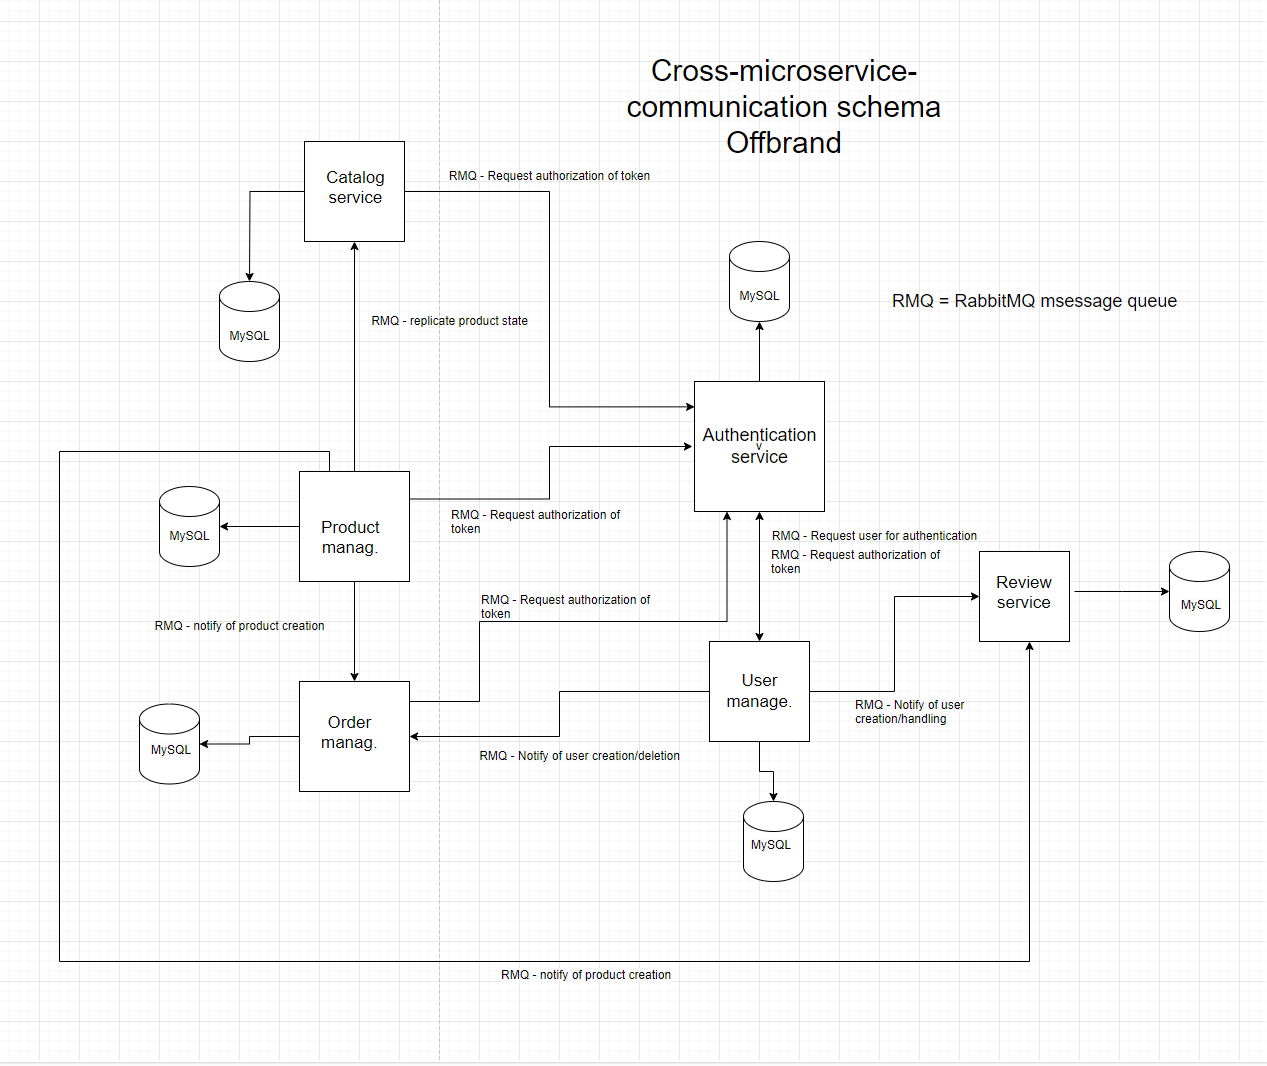 Cross-microservice-
communication schema
Offbrand
Catalog
service
RMQ - Request authorization of token
MySQL
RMQ = RabbitMQ msessage queue
MySQL
RMQ - replicate product state
Authentication
v
service
Product
manag.
MySQL
RMQ - Request authorization of
token
RMQ - Request user for authentication
RMQ - Request authorization of
token
Review
service
MySQL
RMQ - Request authorization of
token
RMQ - notify of product creation
User
manage.
RMQ - Notify of user
creation/handling
Order
manag.
MySQL
RMQ - Notify of user creation/deletion
MySQL
RMQ - notify of product creation